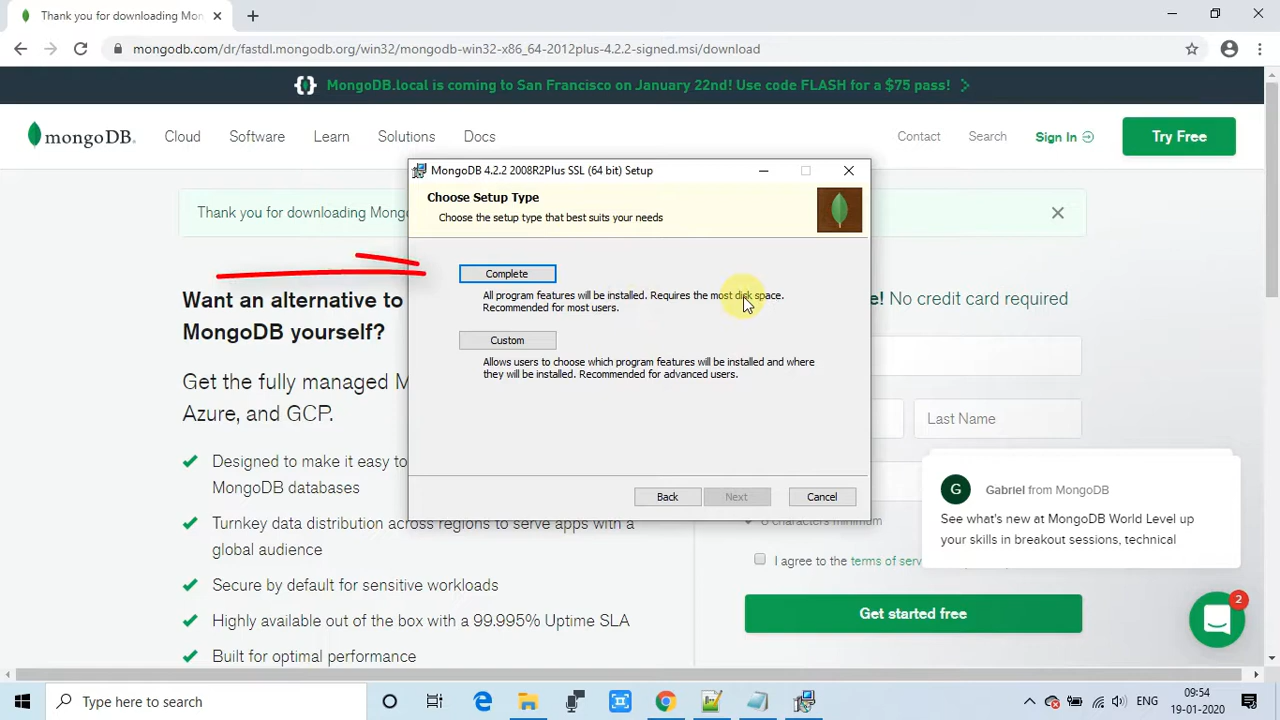 Thank you for downloading Mon
mongodb.com/dr/fastdl.mongodb.org/win32/mongodb-win32-x86_64-2012plus-4.2.2-signed.msi/download
MongoDB.local is coming to San Francisco on January 22nd! Use code FLASH for a $75 pass!
mongoDB.
Cloud
Software
Learn
Solutions
Docs
Contact
Search
Sign In
Try Free
MongoDB 4.2.2 2008R2Plus SSL (64 bit) Setup
Choose Setup Type
Choose the setup type that best suits your needs
Thank you for downloading Mong
Complete
All program features will be installed. Requires the most disk space.
Recommended for most users.
Custom
Allows users to choose which program features will be installed and where
they will be installed. Recommended for advanced users.
Back
Next
Cancel
Want an alternative to
MongoDB yourself?
Get the fully managed M
Azure, and GCP.
Designed to make it easy to
MongoDB databases
Turnkey data distribution across regions to serve apps with a
global audience
Secure by default for sensitive workloads
Highly available out of the box with a 99.995% Uptime SLA
Built for optimal performance
e! No credit card required
Last Name
8 characters minimum
I agree to the terms of serv
Get started free
G
Gabriel from MongoDB
See what's new at MongoDB World Level up
your skills in breakout sessions, technical
2
Type here to search
ENG
09:54
19-01-2020